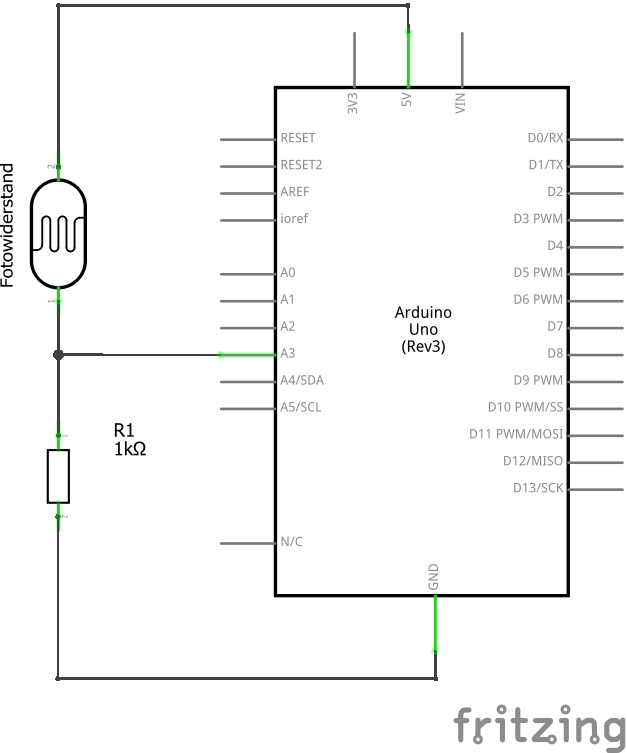 3V3
5V
VIN
RESET
RESET2
AREF
ioref
A0
A1
A2
A3
A4/SDA
A5/SCL
N/C
D0/RX
D1/TX
D2
D3 PWM
D4
D5 PWM
D6 PWM
D7
D8
D9 PWM
D10 PWM/SS
D11 PWM/MOSI
D12/MISO
D13/SCK
GND
Arduino
Uno
(Rev3)
Fotowiderstand
2
1
R1
1kΩ
1
2
fritzing